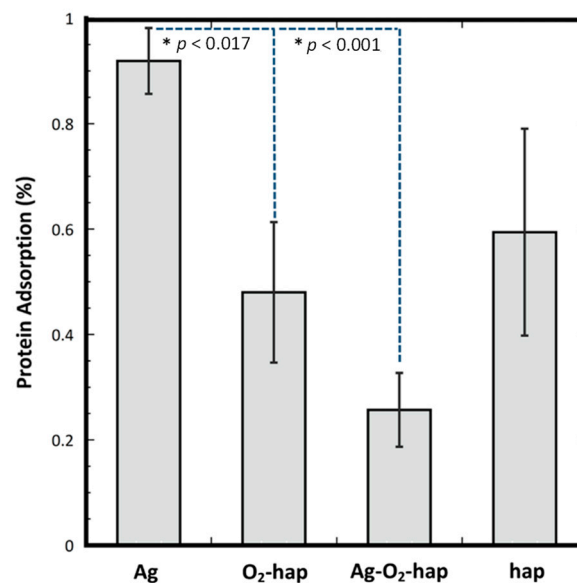 1
* p < 0.017
* p < 0.001
0.8
0.6
0.4
0.2
0
Protein Adsorption (%)
Ag
O₂-hap
Ag-O₂-hap
hap